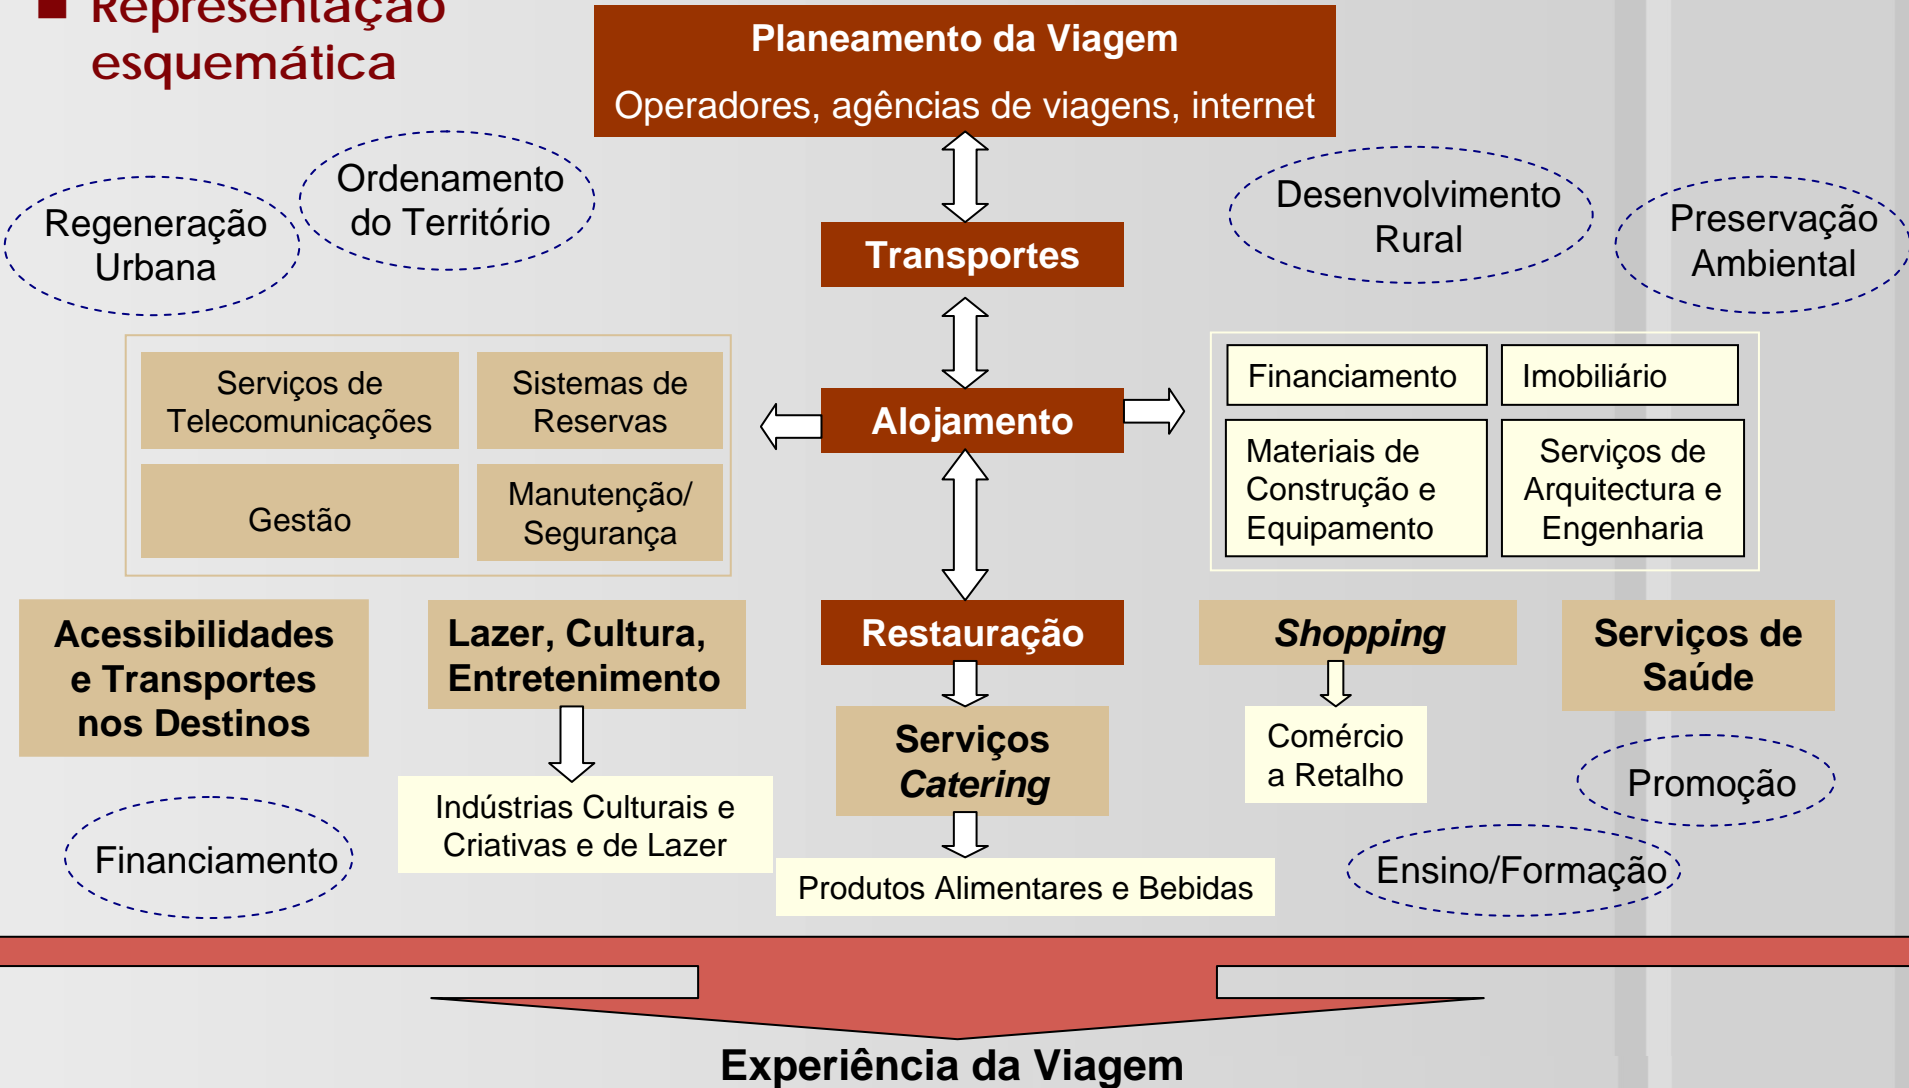 Representação
esquemática
Planeamento da Viagem
Operadores, agências de viagens, internet
Regeneração
Urbana
Ordenamento
do Território
Transportes
Desenvolvimento
Rural
Preservação
Ambiental
Serviços de
Telecomunicações
Sistemas de
Reservas
Gestão
Manutenção/
Segurança
Alojamento
Financiamento
Imobiliário
Materiais de
Construção e
Equipamento
Serviços de
Arquitectura e
Engenharia
Acessibilidades
e Transportes
nos Destinos
Lazer, Cultura,
Entretenimento
Restauração
Shopping
Serviços de
Saúde
Serviços
Catering
Comércio
a Retalho
Promoção
Indústrias Culturais e
Criativas e de Lazer
Financiamento
Produtos Alimentares e Bebidas
Ensino/Formação
Experiência da Viagem